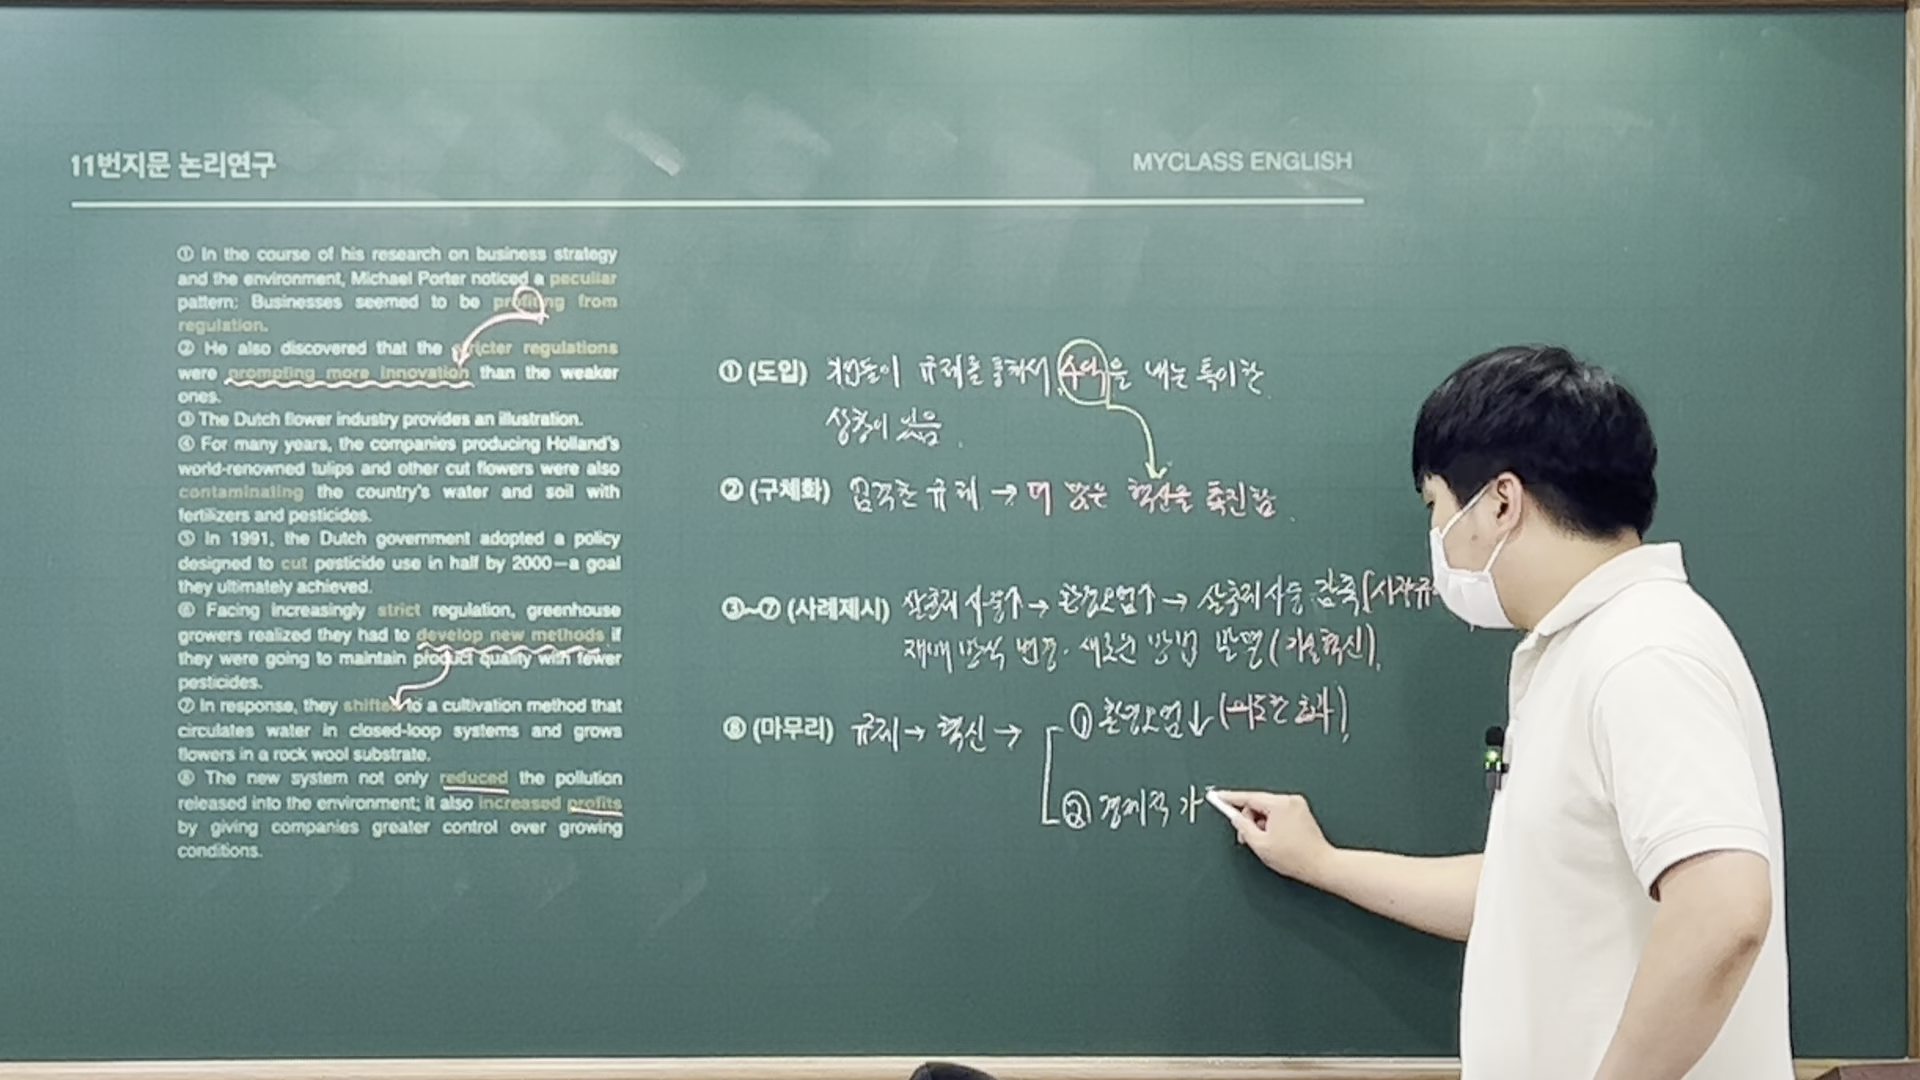 11번지문 논리연구
MYCLASS ENGLISH
① In the course of his research on business strategy
and the environment, Michael Porter noticed a peculiar
pattern: Businesses seemed to be profiting from
regulation.
② He also discovered that the stricter regulations
were prompting more innovation than the weaker
ones.
③ The Dutch flower industry provides an illustration.
④ For many years, the companies producing Holland's
world-renowned tulips and other cut flowers were also
contaminating the country's water and soil with
fertilizers and pesticides.
⑤ In 1991, the Dutch government adopted a policy
designed to cut pesticide use in half by 2000—a goal
they ultimately achieved.
⑥ Facing increasingly strict regulation, greenhouse
growers realized they had to develop new methods if
they were going to maintain product quality with fewer
pesticides.
⑦ In response, they shifted to a cultivation method that
circulates water in closed-loop systems and grows
flowers in a rock wool substrate.
⑧ The new system not only reduced the pollution
released into the environment; it also increased profits
by giving companies greater control over growing
conditions.
① (도입) 기업들이 규제를 통해서 수익을 내는 특이한
상황이 있음.
② (구체화) 엄격한 규제 → 더 많은 혁신을 촉진함.
③~⑦ (사례제시) 살충제 사용↑ → 환경오염↑ → 살충제 사용 감축
재배 방식 변경. 새로운 방법 발명 (기술혁신).
⑧ (마무리) 규제 → 혁신 → ① 환경오염↓ (의도한 효과).
② 경제적